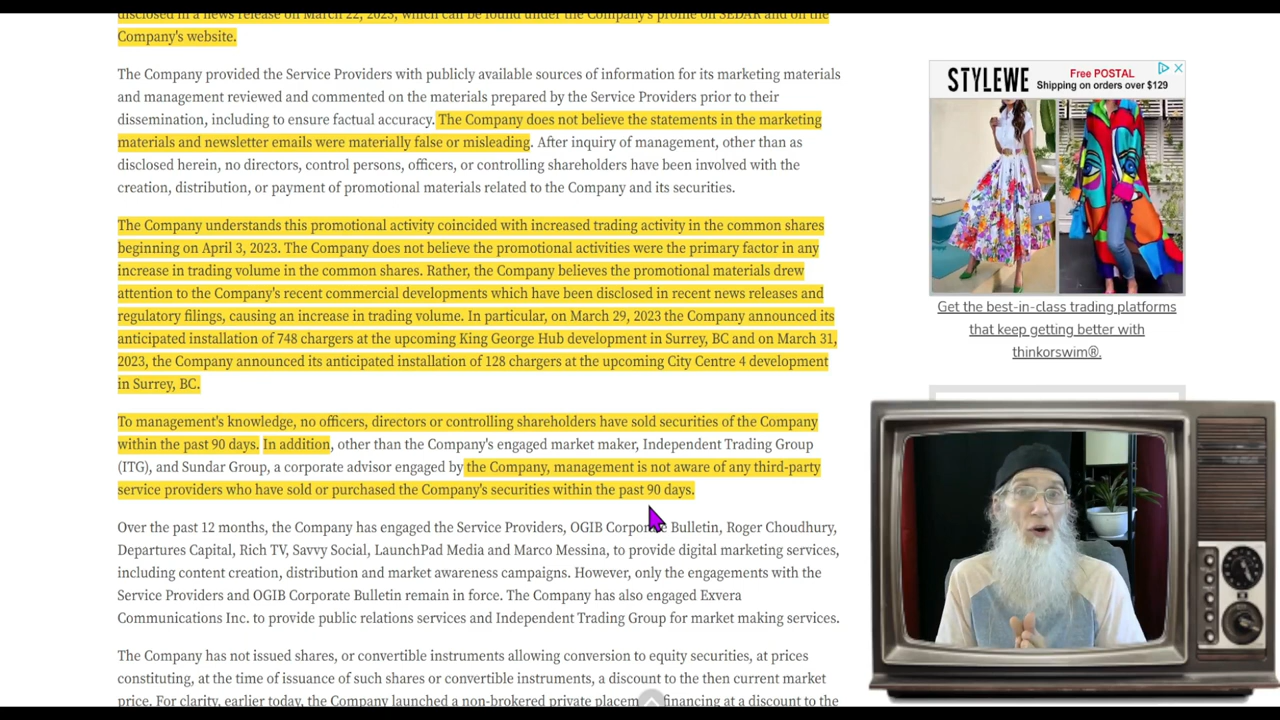 disclosed in a news release on March 22, 2023, which can be found under the Company's profile on SEDAR and on the
Company's website.
The Company provided the Service Providers with publicly available sources of information for its marketing materials
and management reviewed and commented on the materials prepared by the Service Providers prior to their
dissemination, including to ensure factual accuracy. The Company does not believe the statements in the marketing
materials and newsletter emails were materially false or misleading. After inquiry of management, other than as
disclosed herein, no directors, control persons, officers, or controlling shareholders have been involved with the
creation, distribution, or payment of promotional materials related to the Company and its securities.
The Company understands this promotional activity coincided with increased trading activity in the common shares
beginning on April 3, 2023. The Company does not believe the promotional activities were the primary factor in any
increase in trading volume in the common shares. Rather, the Company believes the promotional materials drew
attention to the Company's recent commercial developments which have been disclosed in recent news releases and
regulatory filings, causing an increase in trading volume. In particular, on March 29, 2023 the Company announced its
anticipated installation of 748 chargers at the upcoming King George Hub development in Surrey, BC and on March 31,
2023, the Company announced its anticipated installation of 128 chargers at the upcoming City Centre 4 development
in Surrey, BC.
To management's knowledge, no officers, directors or controlling shareholders have sold securities of the Company
within the past 90 days. In addition, other than the Company's engaged market maker, Independent Trading Group
(ITG), and Sundar Group, a corporate advisor engaged by the Company, management is not aware of any third-party
service providers who have sold or purchased the Company's securities within the past 90 days.
Over the past 12 months, the Company has engaged the Service Providers, OGIB Corporate Bulletin, Roger Choudhury,
Departures Capital, Rich TV, Savvy Social, LaunchPad Media and Marco Messina, to provide digital marketing services,
including content creation, distribution and market awareness campaigns. However, only the engagements with the
Service Providers and OGIB Corporate Bulletin remain in force. The Company has also engaged Exvera
Communications Inc. to provide public relations services and Independent Trading Group for market making services.
The Company has not issued shares, or convertible instruments allowing conversion to equity securities, at prices
constituting, at the time of issuance of such shares or convertible instruments, a discount to the then current market
price. For clarity, earlier today, the Company launched a non-brokered private placem financing at a discount to the
STYLEWE
Free POSTAL
Shipping on orders over $129
Get the best-in-class trading platforms
that keep getting better with
thinkorswim®.